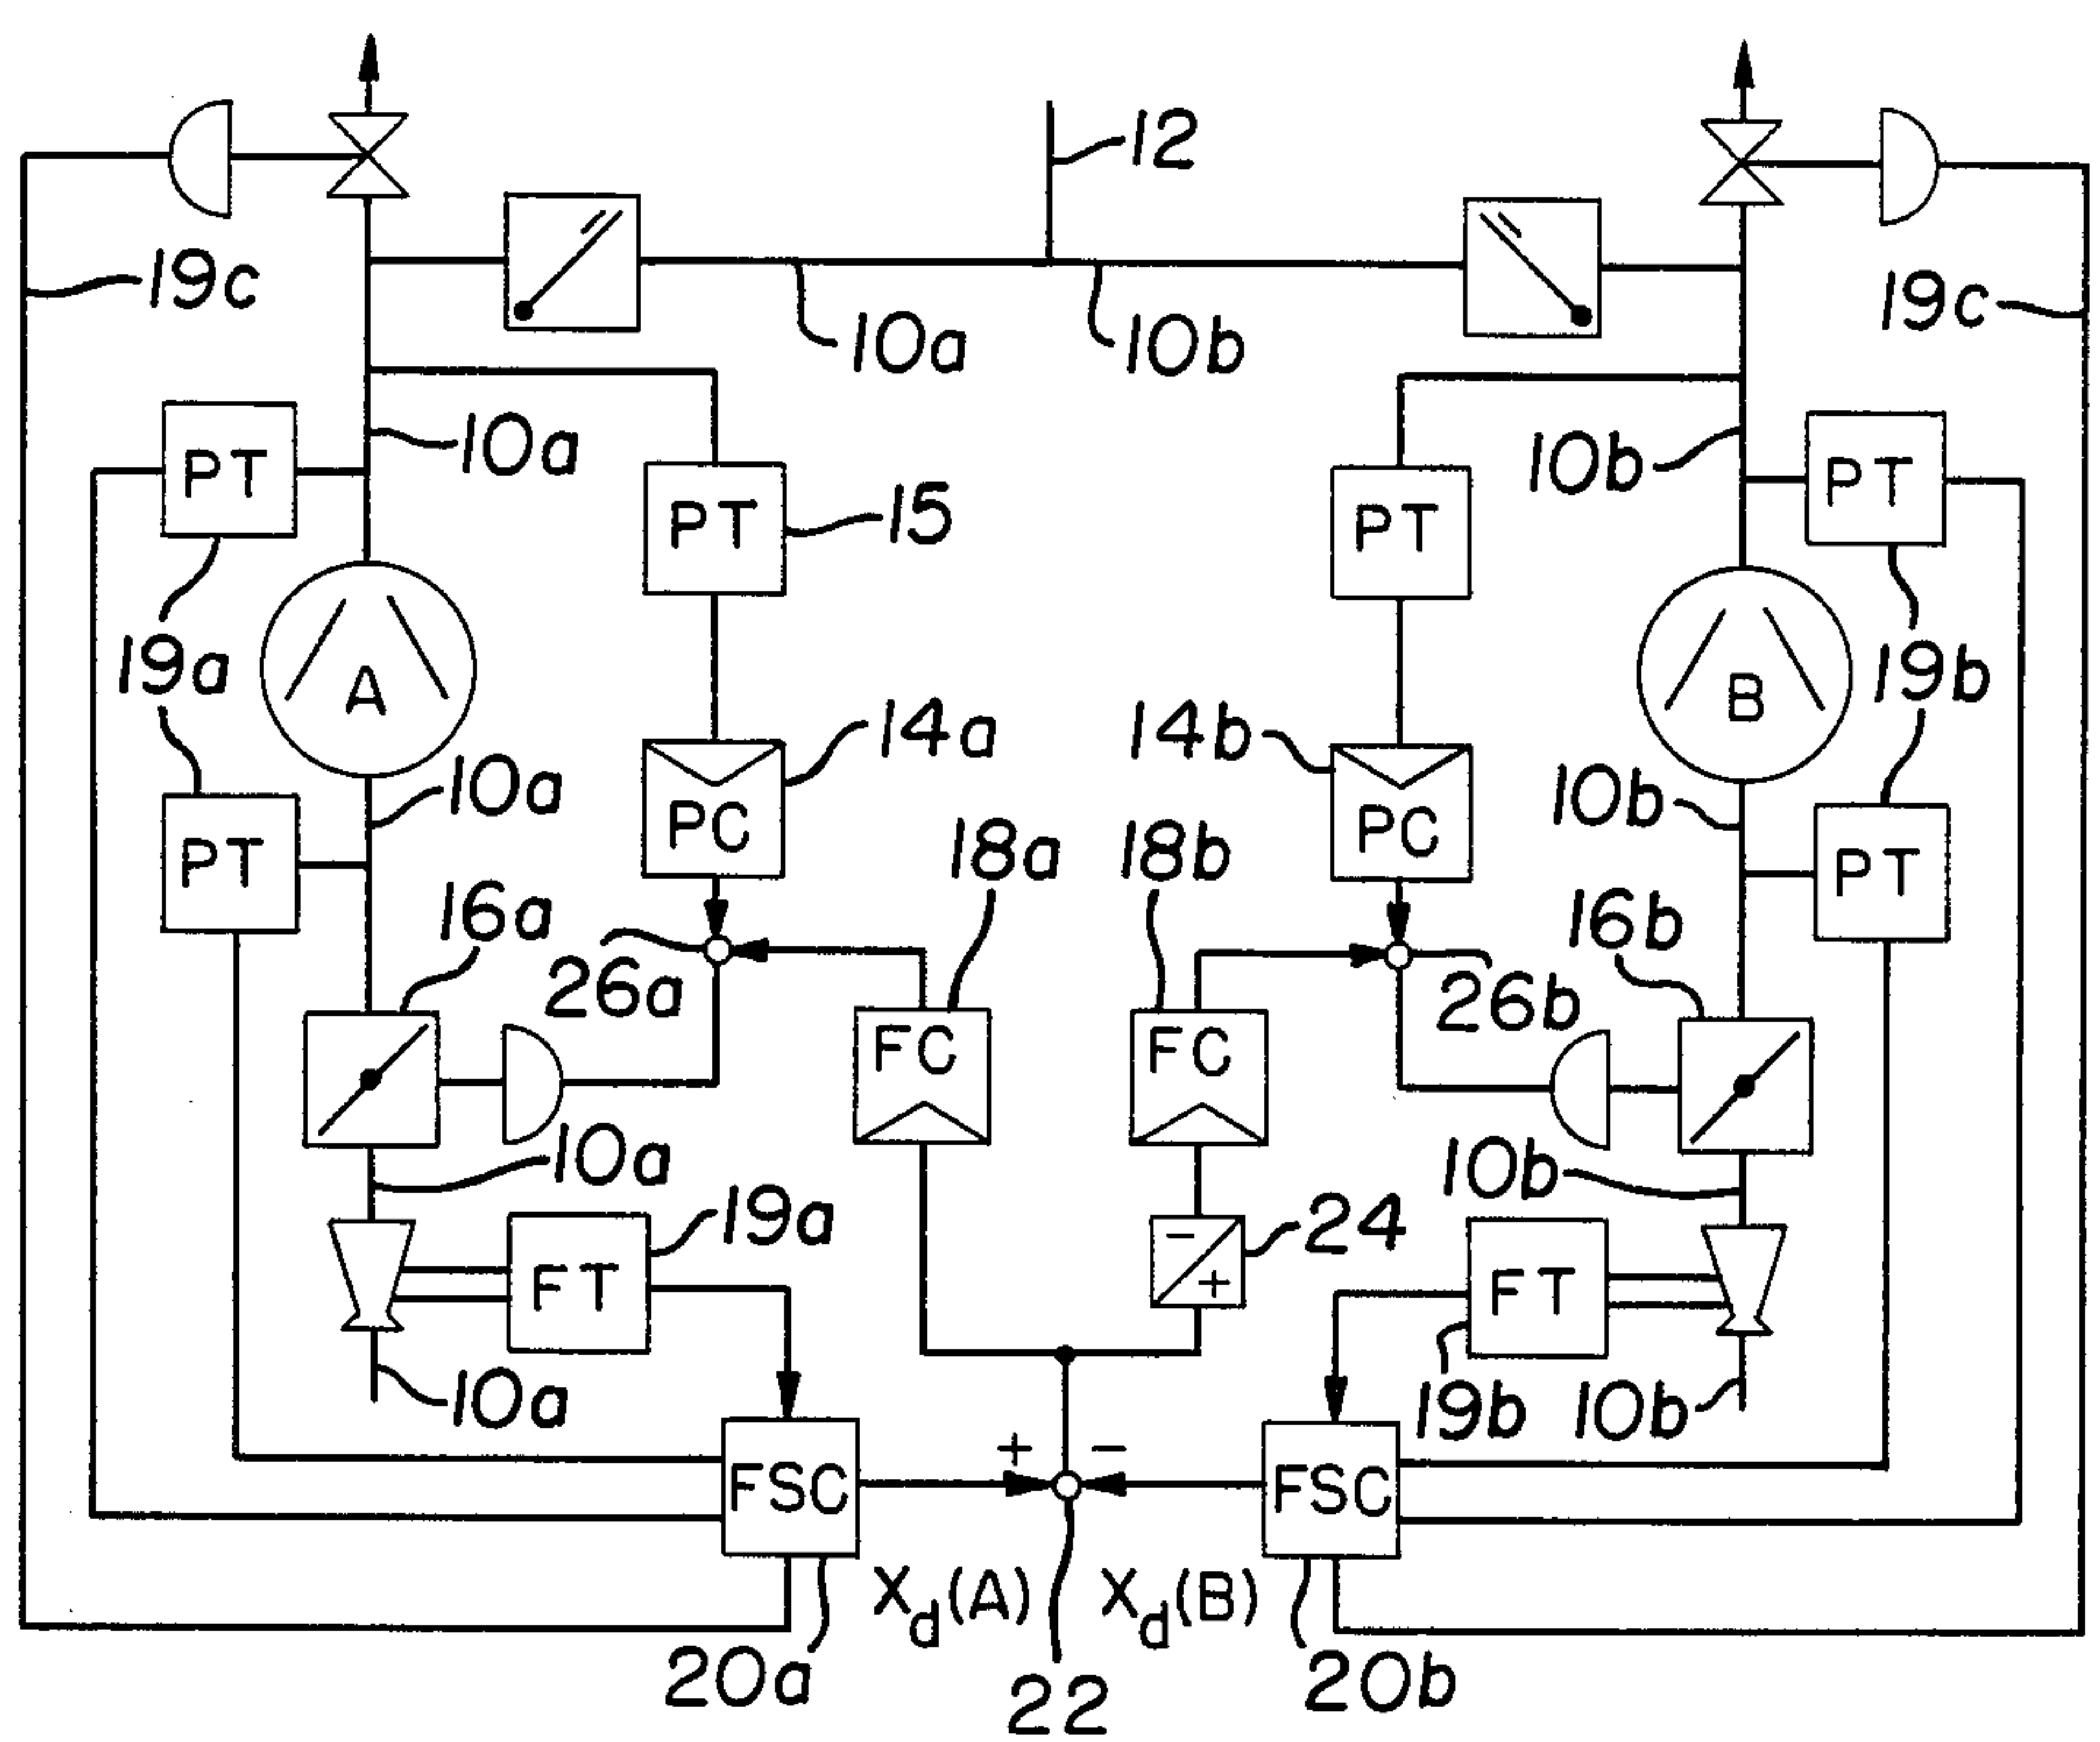 12
19c
19c
10a
10b
PT
10a
10b
PT
PT
15
PT
19a
A
19b
B
14a
14b
10a
10b
PC
PC
18a
18b
PT
PT
16a
16b
26a
26b
FC
FC
10a
10b
19a
24
- +
FT
FT
10a
19b
10b
+ -
FSC
FSC
Xd(A)
Xd(B)
20a
22
20b